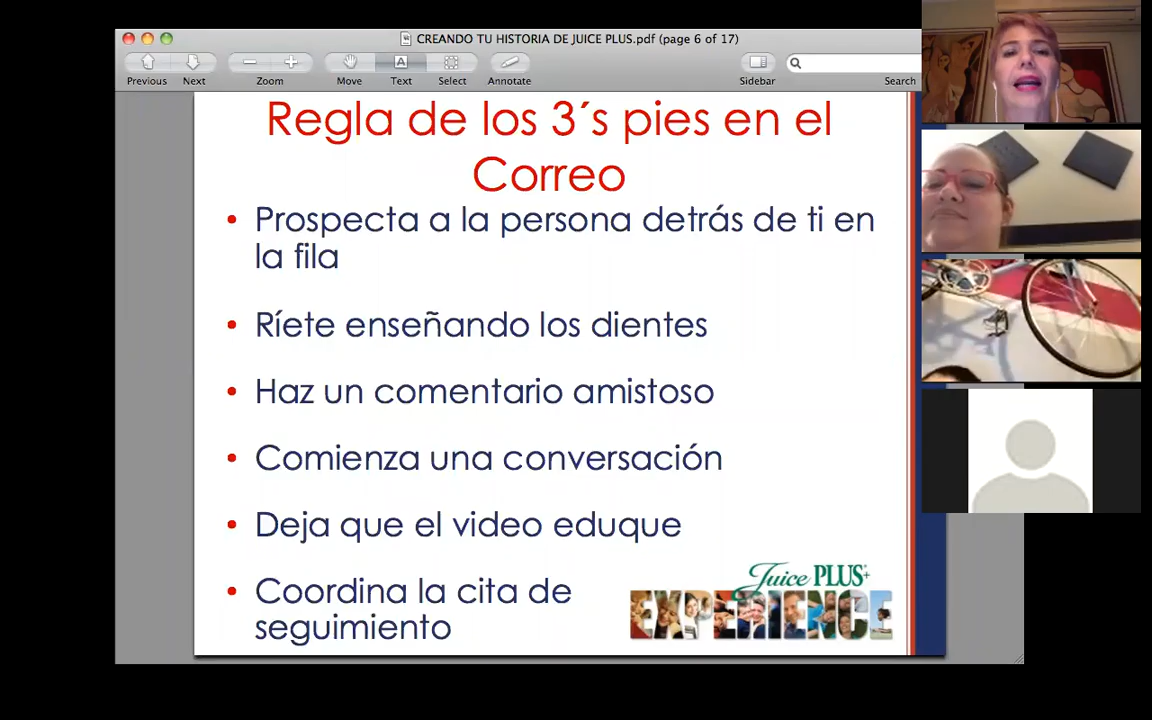 CREANDO TU HISTORIA DE JUICE PLUS.pdf (page 6 of 17)
Previous Next Zoom Move Text Select Annotate Sidebar Search
Regla de los 3´s pies en el
Correo
• Prospecta a la persona detrás de ti en
la fila
• Ríete enseñando los dientes
• Haz un comentario amistoso
• Comienza una conversación
• Deja que el video eduque
• Coordina la cita de
seguimiento
Juice PLUS+
EXPERIENCE